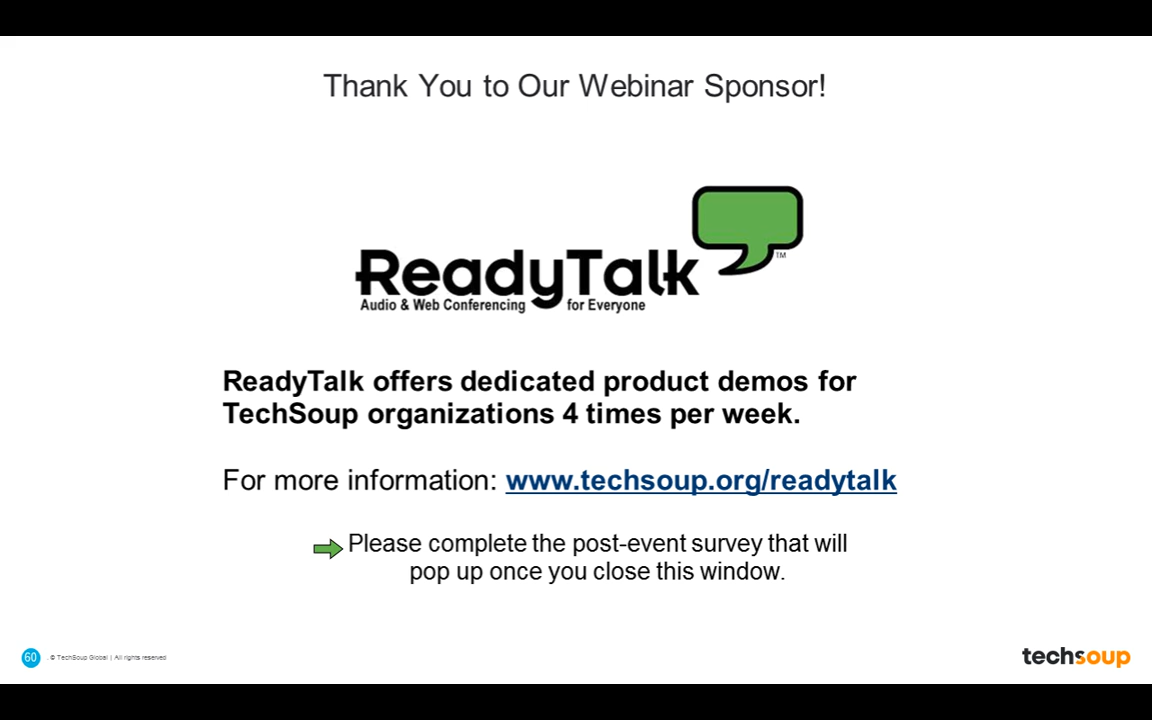 Thank You to Our Webinar Sponsor!
ReadyTalk
TM
Audio & Web Conferencing for Everyone
ReadyTalk offers dedicated product demos for
TechSoup organizations 4 times per week.
For more information: www.techsoup.org/readytalk
Please complete the post-event survey that will
pop up once you close this window.
60 © TechSoup Global | All rights reserved
techsoup